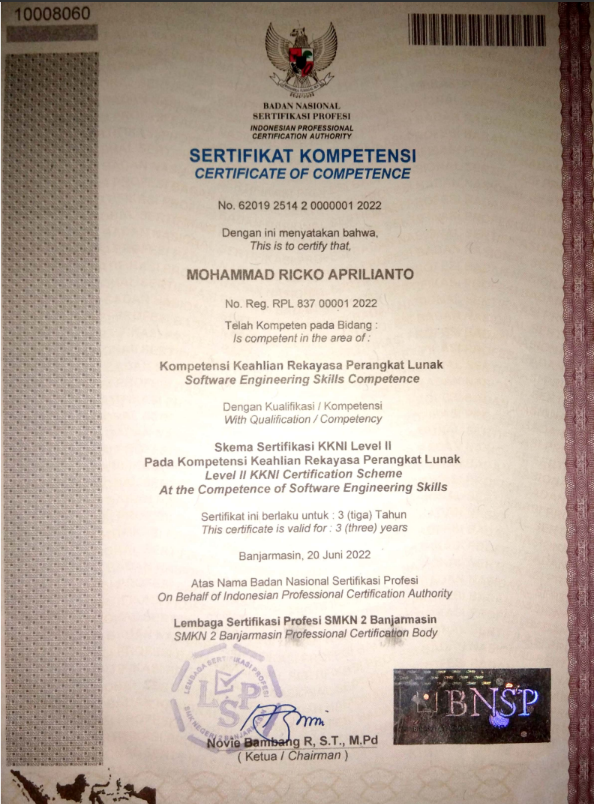 10008060
BADAN NASIONAL
SERTIFIKASI PROFESI
INDONESIAN PROFESSIONAL
CERTIFICATION AUTHORITY
SERTIFIKAT KOMPETENSI
CERTIFICATE OF COMPETENCE
No. 62019 2514 2 0000001 2022
Dengan ini menyatakan bahwa,
This is to certify that,
MOHAMMAD RICKO APRILIANTO
No. Reg. RPL 837 00001 2022
Telah Kompeten pada Bidang :
Is competent in the area of :
Kompetensi Keahlian Rekayasa Perangkat Lunak
Software Engineering Skills Competence
Dengan Kualifikasi / Kompetensi
With Qualification / Competency
Skema Sertifikasi KKNI Level II
Pada Kompetensi Keahlian Rekayasa Perangkat Lunak
Level II KKNI Certification Scheme
At the Competence of Software Engineering Skills
Sertifikat ini berlaku untuk : 3 (tiga) Tahun
This certificate is valid for : 3 (three) years
Banjarmasin, 20 Juni 2022
Atas Nama Badan Nasional Sertifikasi Profesi
On Behalf of Indonesian Professional Certification Authority
Lembaga Sertifikasi Profesi SMKN 2 Banjarmasin
SMKN 2 Banjarmasin Professional Certification Body
LEMBAGA SERTIFIKASI PROFESI
LSP
BNSP
Novie Bambang R, S.T., M.Pd
( Ketua / Chairman )